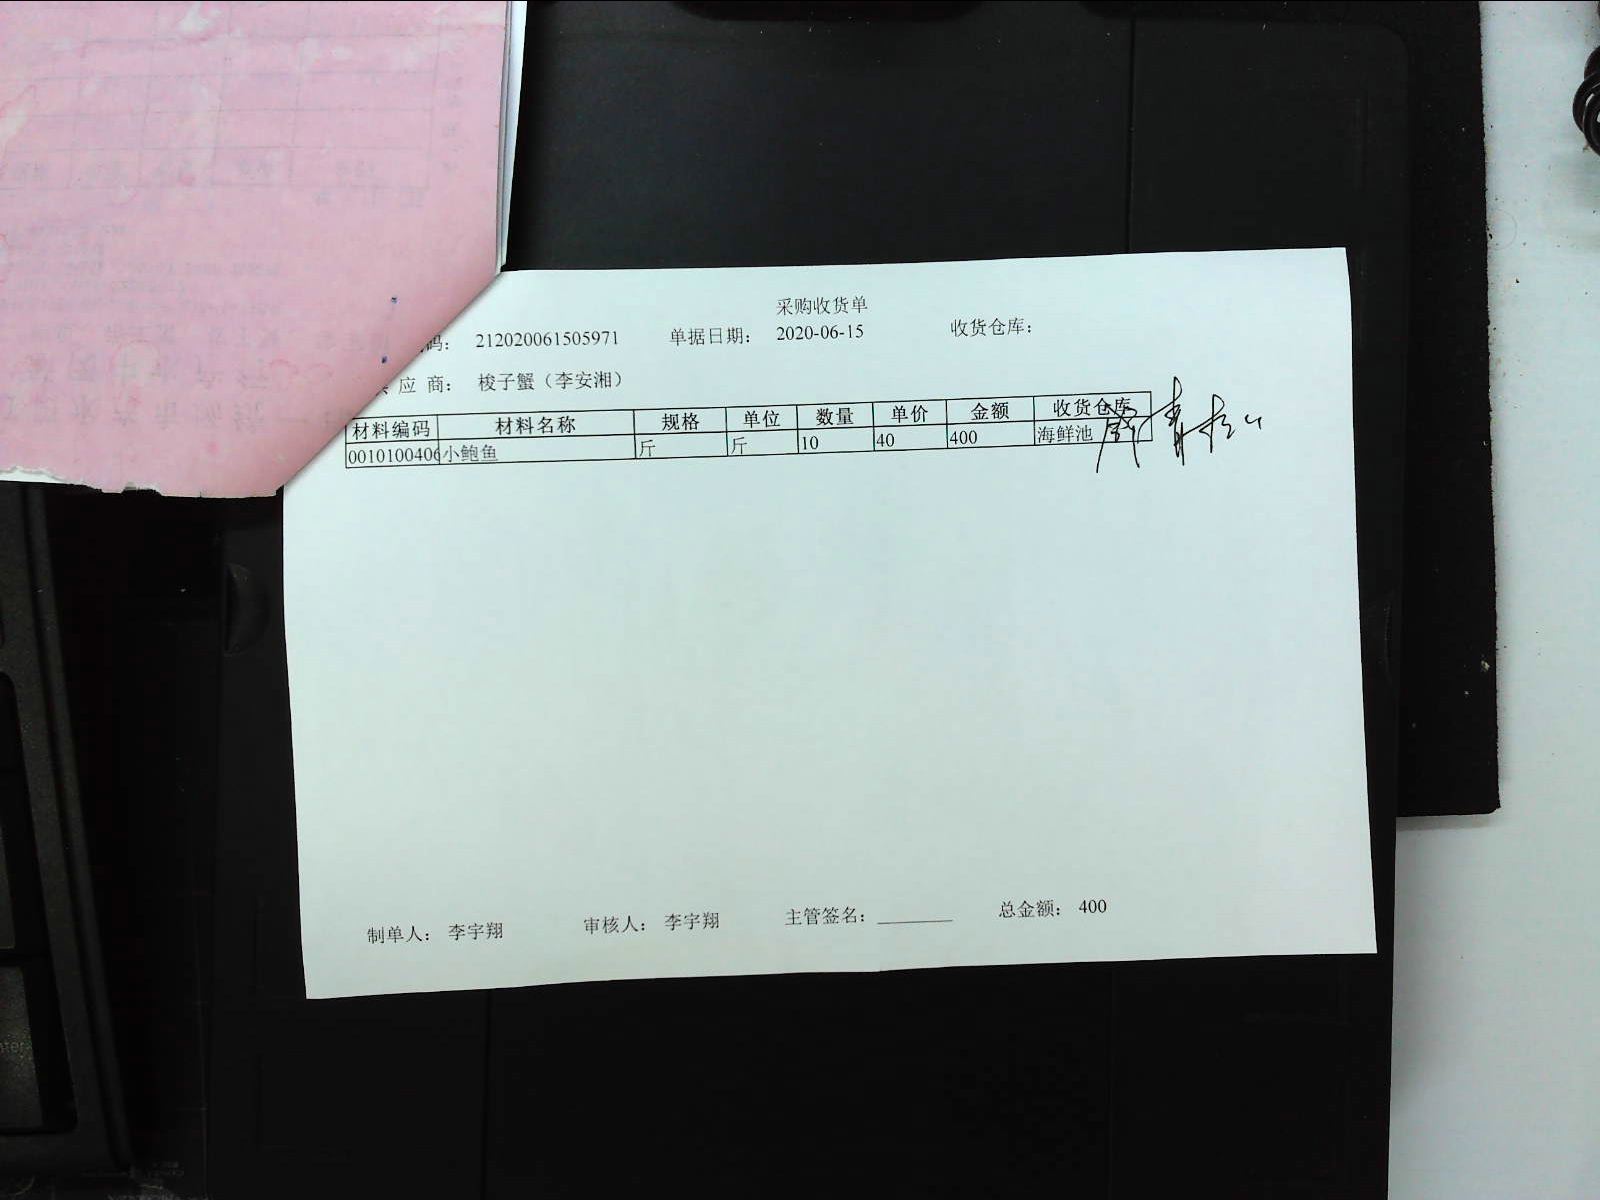 采购收货单
码： 212020061505971 单据日期： 2020-06-15 收货仓库：
应 商： 梭子蟹（李安湘）
材料编码 材料名称 规格 单位 数量 单价 金额 收货仓库
0010100406 小鲍鱼 斤 斤 10 40 400 海鲜池
制单人： 李宇翔 审核人： 李宇翔 主管签名： 总金额： 400